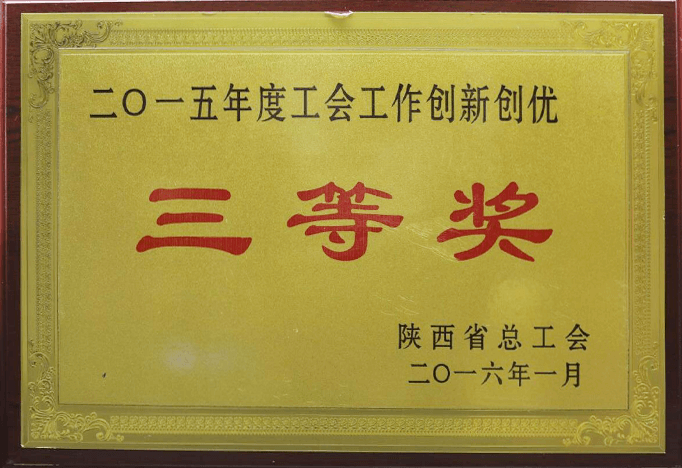 二〇一五年度工会工作创新创优
三等奖
陕西省总工会
二〇一六年一月